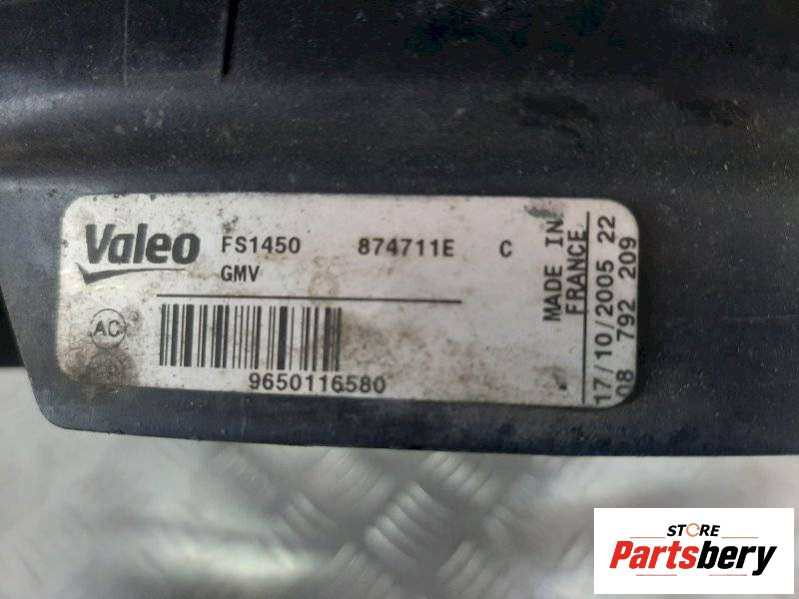 Valeo FS1450 874711E C
GMV
AC
9650116580
MADE IN
FRANCE
17/10/2005 22
08 792 209
STORE
Partsbery